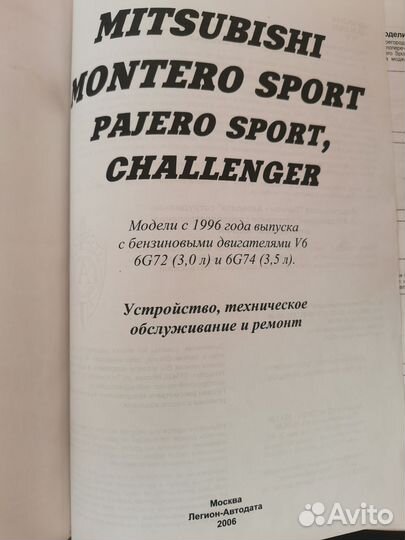 MITSUBISHI
MONTERO SPORT
PAJERO SPORT,
CHALLENGER
Модели с 1996 года выпуска
с бензиновыми двигателями V6
6G72 (3,0 л) и 6G74 (3,5 л).
Устройство, техническое
обслуживание и ремонт
Москва
Легион-Автодата
2006
Avito